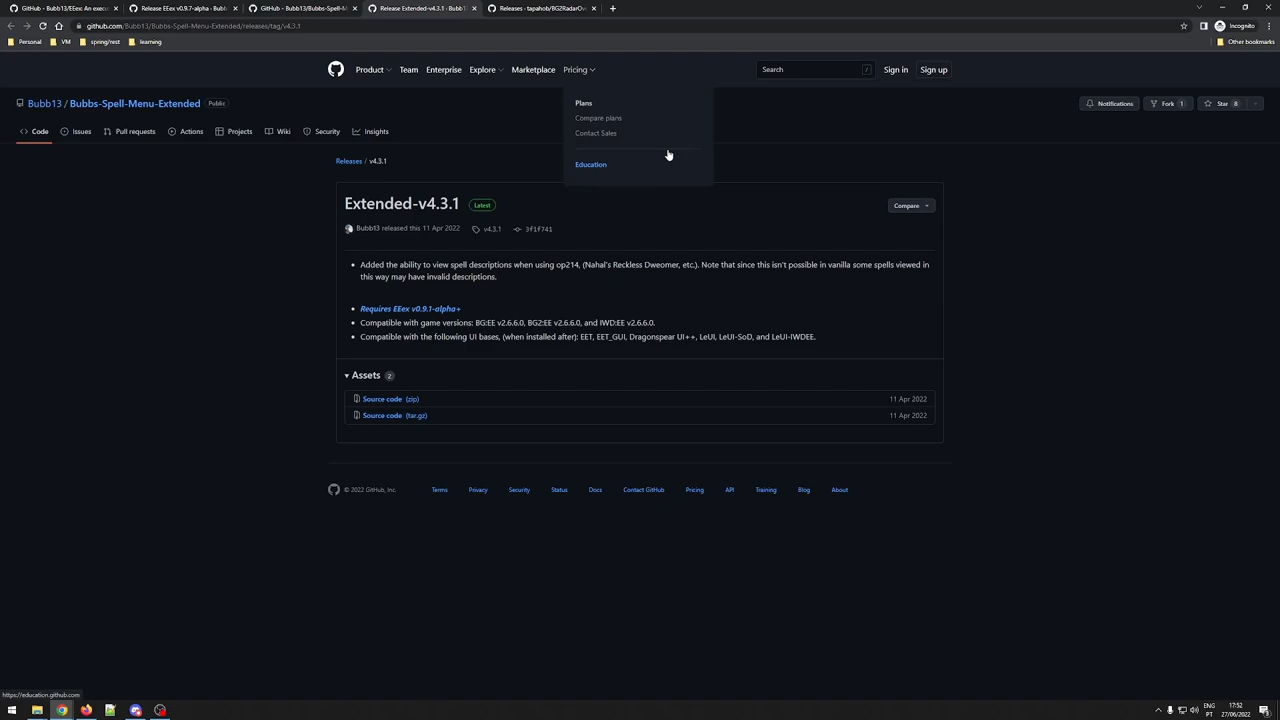 GitHub - Bubb13/EEex: An execu
Release EEex v0.9.7-alpha · Bubb
GitHub - Bubb13/Bubbs-Spell-M
Release Extended-v4.3.1 · Bubb1
Releases · tapahob/BG2RadarOve
github.com/Bubb13/Bubbs-Spell-Menu-Extended/releases/tag/v4.3.1
Incognito
Personal
VM
spring/rest
learning
Other bookmarks
Product
Team
Enterprise
Explore
Marketplace
Pricing
Search
/
Sign in
Sign up
Plans
Compare plans
Contact Sales
Education
Bubb13 / Bubbs-Spell-Menu-Extended
Public
Notifications
Fork 1
Star 8
Code
Issues
Pull requests
Actions
Projects
Wiki
Security
Insights
Releases / v4.3.1
Extended-v4.3.1
Latest
Compare
Bubb13 released this 11 Apr 2022
v4.3.1
3f1f741
• Added the ability to view spell descriptions when using op214, (Nahal's Reckless Dweomer, etc.). Note that since this isn't possible in vanilla some spells viewed in
this way may have invalid descriptions.
• Requires EEex v0.9.1-alpha+
• Compatible with game versions: BG:EE v2.6.6.0, BG2:EE v2.6.6.0, and IWD:EE v2.6.6.0.
• Compatible with the following UI bases, (when installed after): EET, EET_GUI, Dragonspear UI++, LeUI, LeUI-SoD, and LeUI-IWDEE.
Assets 2
Source code (zip)
11 Apr 2022
Source code (tar.gz)
11 Apr 2022
© 2022 GitHub, Inc.
Terms
Privacy
Security
Status
Docs
Contact GitHub
Pricing
API
Training
Blog
About
https://education.github.com
ENG
PT
17:52
27/06/2022